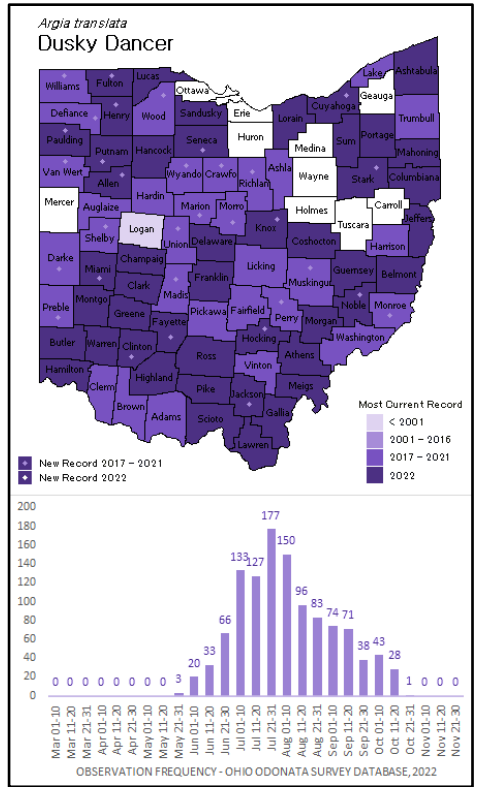 Argia translata
Dusky Dancer
Williams Fulton Lucas Ottawa Lake Ashtabula
Geauga
Defiance Henry Wood Sandusky Erie Lorain Cuyahoga Trumbull
Paulding Putnam Hancock Seneca Huron Medina Sum Portage Mahoning
Van Wert Allen Wyando Crawfo Richlan Ashla Wayne Stark Columbiana
Mercer Auglaize Hardin Marion Morro Holmes Tuscara Carroll Jeffers
Shelby Logan Union Delaware Knox Coshocton Harrison
Darke Champaig Licking Guernsey Belmont
Miami Clark Madis Franklin Muskingu Noble Monroe
Preble Montgo Greene Fayette Pickawa Fairfield Perry Morgan Washington
Butler Warren Clinton Ross Hocking Athens
Hamilton Clerm Highland Pike Vinton Meigs
Brown Adams Scioto Jackson Gallia
Lawren
Most Current Record
< 2001
2001 – 2016
2017 – 2021
2022
New Record 2017 – 2021
New Record 2022
200
180
160
140
120
100
80
60
40
20
0
0 0 0 0 0 0 0 0 3 20 33 66 133 127 177 150 96 83 74 71 38 43 28 1 0 0 0
Mar 01-10
Mar 11-20
Mar 21-31
Apr 01-10
Apr 11-20
Apr 21-30
May 01-10
May 11-20
May 21-31
Jun 01-10
Jun 11-20
Jun 21-30
Jul 01-10
Jul 11-20
Jul 21-31
Aug 01-10
Aug 11-20
Aug 21-31
Sep 01-10
Sep 11-20
Sep 21-30
Oct 01-10
Oct 11-20
Oct 21-31
Nov 01-10
Nov 11-20
Nov 21-30
OBSERVATION FREQUENCY - OHIO ODONATA SURVEY DATABASE, 2022